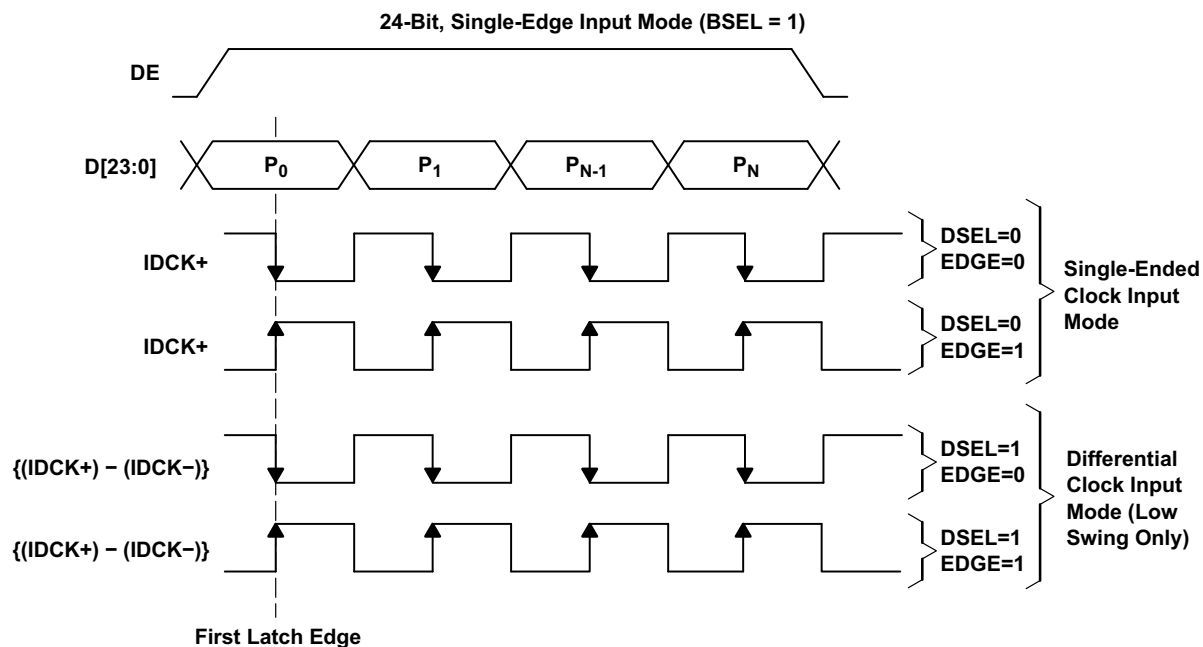 24-Bit, Single-Edge Input Mode (BSEL = 1)
DE
D[23:0]
P0
P1
PN-1
PN
IDCK+
DSEL=0
EDGE=0
IDCK+
DSEL=0
EDGE=1
Single-Ended
Clock Input
Mode
{(IDCK+) − (IDCK−)}
DSEL=1
EDGE=0
{(IDCK+) − (IDCK−)}
DSEL=1
EDGE=1
Differential
Clock Input
Mode (Low
Swing Only)
First Latch Edge